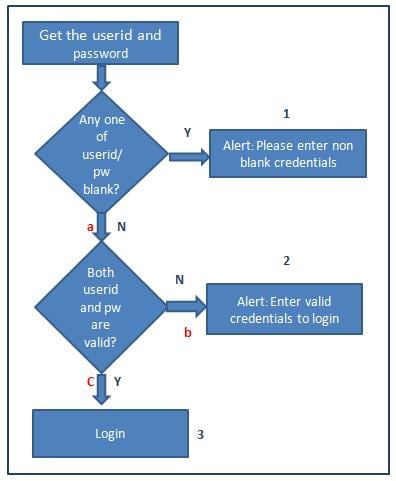 Get the userid and
password
Any one
of
userid/
pw
blank?
Y
1
Alert: Please enter non
blank credentials
a
N
Both
userid
and pw
are
valid?
N
b
2
Alert: Enter valid
credentials to login
C
Y
Login
3